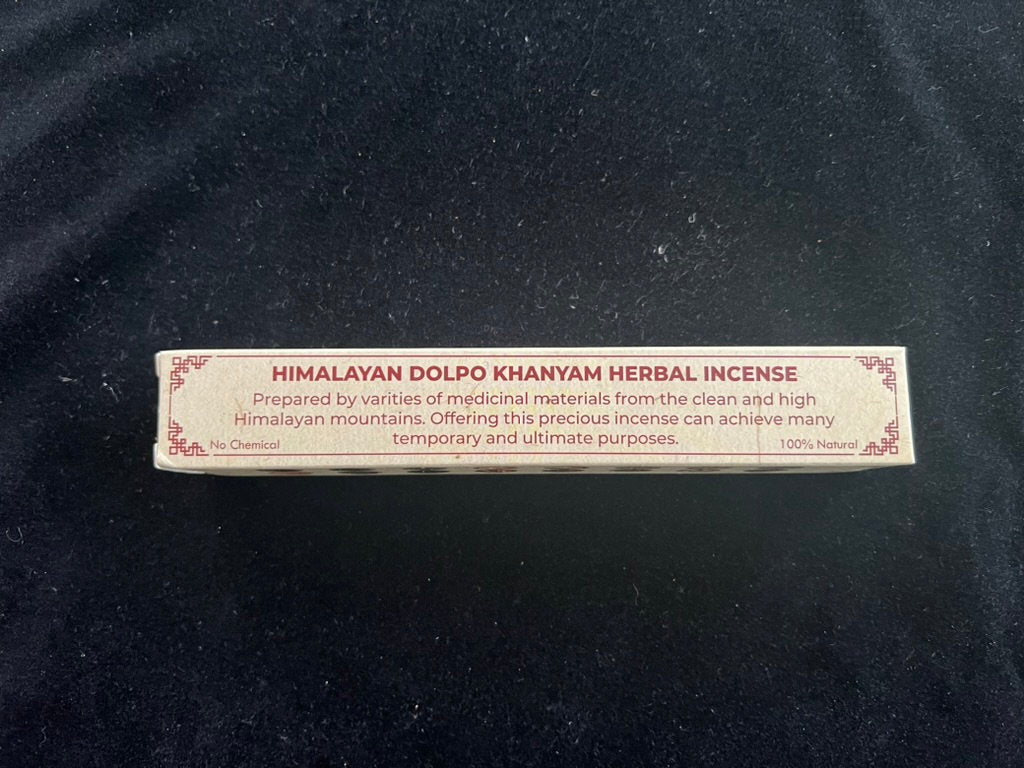 HIMALAYAN DOLPO KHANYAM HERBAL INCENSE
Prepared by varities of medicinal materials from the clean and high
Himalayan mountains. Offering this precious incense can achieve many
temporary and ultimate purposes.
No Chemical
100% Natural